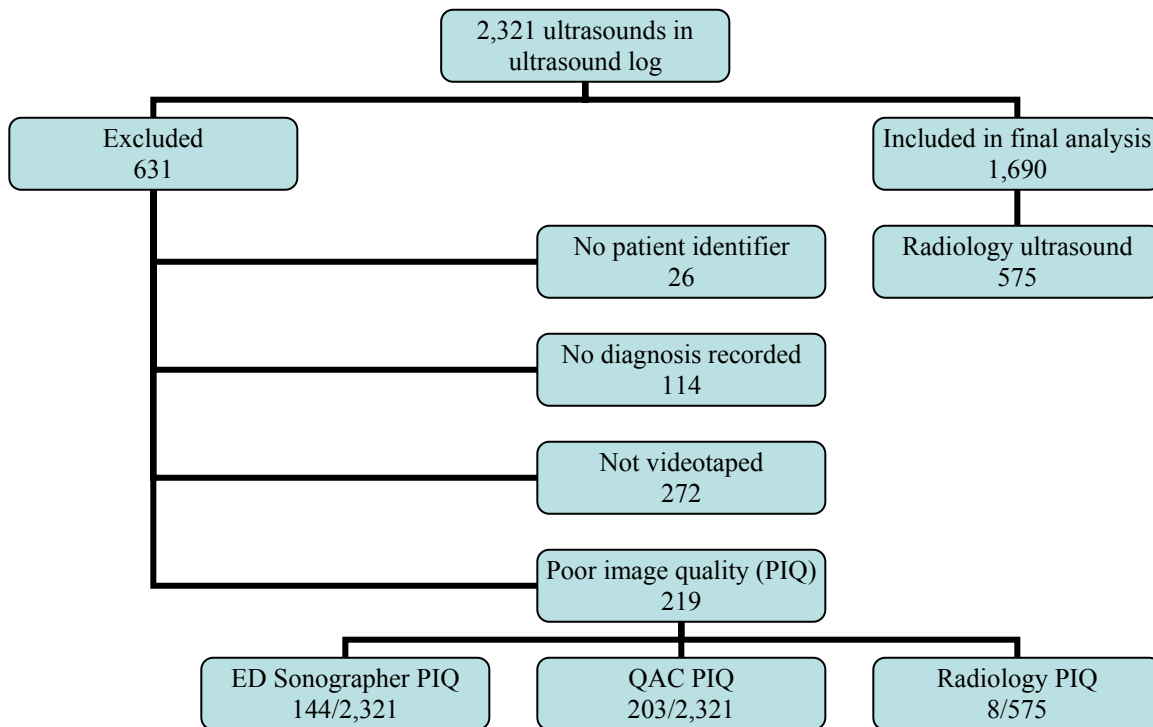 2,321 ultrasounds in
ultrasound log
Excluded
631
Included in final analysis
1,690
No patient identifier
26
Radiology ultrasound
575
No diagnosis recorded
114
Not videotaped
272
Poor image quality (PIQ)
219
ED Sonographer PIQ
144/2,321
QAC PIQ
203/2,321
Radiology PIQ
8/575